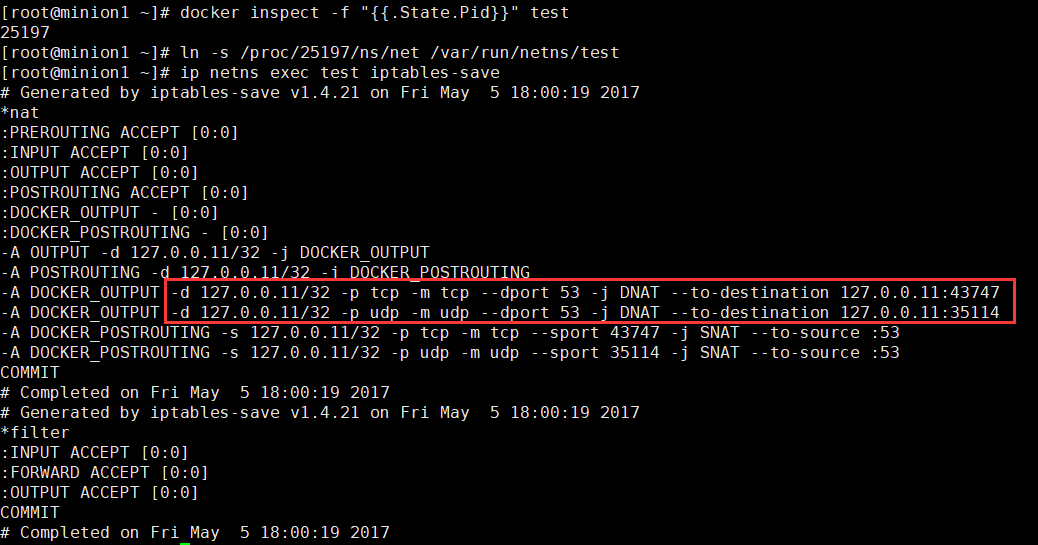 [root@minion1 ~]# docker inspect -f "{{.State.Pid}}" test
25197
[root@minion1 ~]# ln -s /proc/25197/ns/net /var/run/netns/test
[root@minion1 ~]# ip netns exec test iptables-save
# Generated by iptables-save v1.4.21 on Fri May  5 18:00:19 2017
*nat
:PREROUTING ACCEPT [0:0]
:INPUT ACCEPT [0:0]
:OUTPUT ACCEPT [0:0]
:POSTROUTING ACCEPT [0:0]
:DOCKER_OUTPUT - [0:0]
:DOCKER_POSTROUTING - [0:0]
-A OUTPUT -d 127.0.0.11/32 -j DOCKER_OUTPUT
-A POSTROUTING -d 127.0.0.11/32 -j DOCKER_POSTROUTING
-A DOCKER_OUTPUT -d 127.0.0.11/32 -p tcp -m tcp --dport 53 -j DNAT --to-destination 127.0.0.11:43747
-A DOCKER_OUTPUT -d 127.0.0.11/32 -p udp -m udp --dport 53 -j DNAT --to-destination 127.0.0.11:35114
-A DOCKER_POSTROUTING -s 127.0.0.11/32 -p tcp -m tcp --sport 43747 -j SNAT --to-source :53
-A DOCKER_POSTROUTING -s 127.0.0.11/32 -p udp -m udp --sport 35114 -j SNAT --to-source :53
COMMIT
# Completed on Fri May  5 18:00:19 2017
# Generated by iptables-save v1.4.21 on Fri May  5 18:00:19 2017
*filter
:INPUT ACCEPT [0:0]
:FORWARD ACCEPT [0:0]
:OUTPUT ACCEPT [0:0]
COMMIT
# Completed on Fri May  5 18:00:19 2017